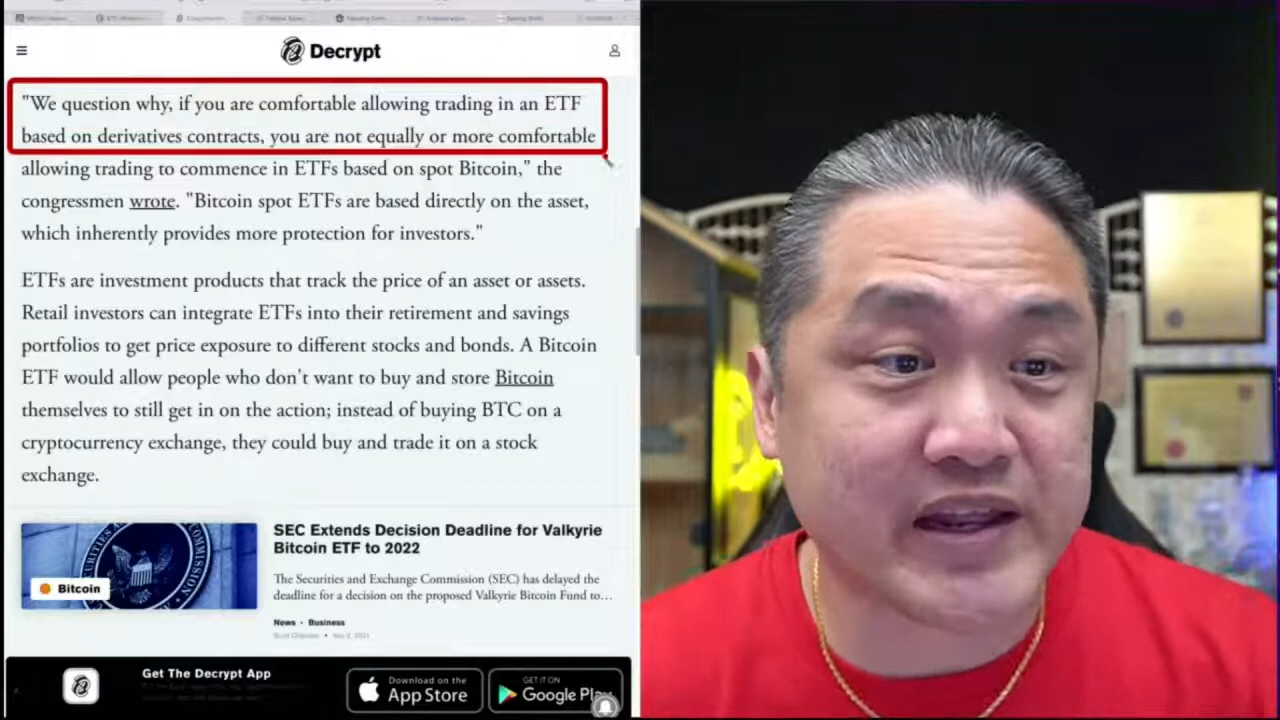 Decrypt
"We question why, if you are comfortable allowing trading in an ETF
based on derivatives contracts, you are not equally or more comfortable
allowing trading to commence in ETFs based on spot Bitcoin," the
congressmen wrote. "Bitcoin spot ETFs are based directly on the asset,
which inherently provides more protection for investors."
ETFs are investment products that track the price of an asset or assets.
Retail investors can integrate ETFs into their retirement and savings
portfolios to get price exposure to different stocks and bonds. A Bitcoin
ETF would allow people who don't want to buy and store Bitcoin
themselves to still get in on the action; instead of buying BTC on a
cryptocurrency exchange, they could buy and trade it on a stock
exchange.
Bitcoin
SEC Extends Decision Deadline for Valkyrie
Bitcoin ETF to 2022
The Securities and Exchange Commission (SEC) has delayed the
deadline for a decision on the proposed Valkyrie Bitcoin Fund to...
News · Business
Get The Decrypt App
Download on the
App Store
GET IT ON
Google Play